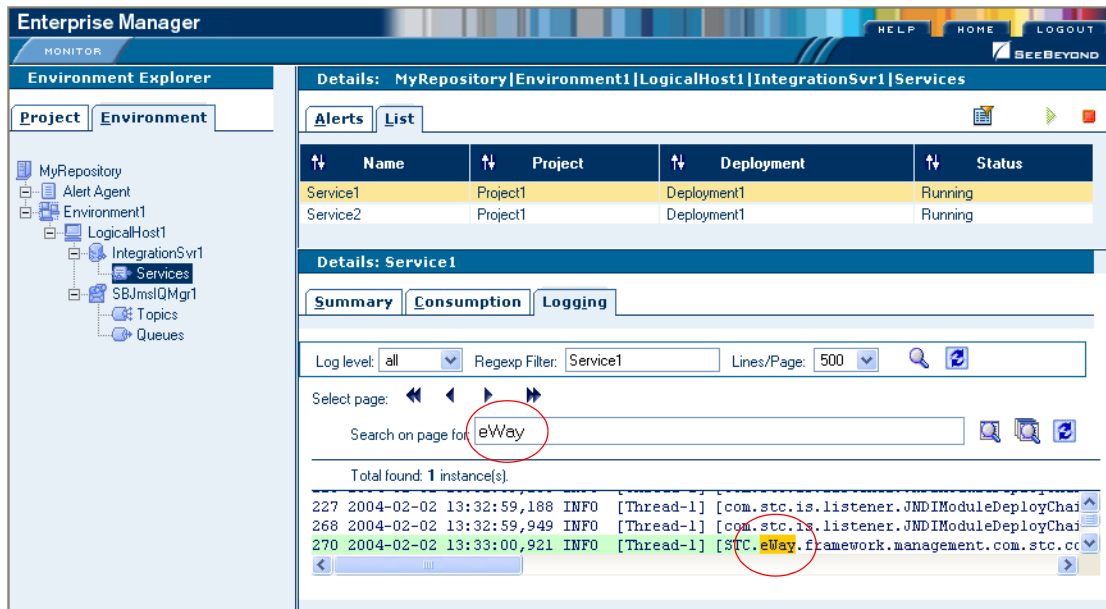 Enterprise Manager
HELP HOME LOGOUT
MONITOR
SEEBEYOND
Environment Explorer
Project Environment
MyRepository
Alert Agent
Environment1
LogicalHost1
IntegrationSvr1
Services
SBJmsIQMgr1
Topics
Queues
Details: MyRepository|Environment1|LogicalHost1|IntegrationSvr1|Services
Alerts List
Name Project Deployment Status
Service1 Project1 Deployment1 Running
Service2 Project1 Deployment1 Running
Details: Service1
Summary Consumption Logging
Log level: all Regexp Filter: Service1 Lines/Page: 500
Select page:
Search on page for eWay
Total found: 1 instance(s).
227 2004-02-02 13:32:59,188 INFO [Thread-1] [com.stc.is.listener.JNDIModuleDeployChai
268 2004-02-02 13:32:59,949 INFO [Thread-1] [com.stc.is.listener.JNDIModuleDeployChai
270 2004-02-02 13:33:00,921 INFO [Thread-1] [STC.eWay.framework.management.com.stc.co